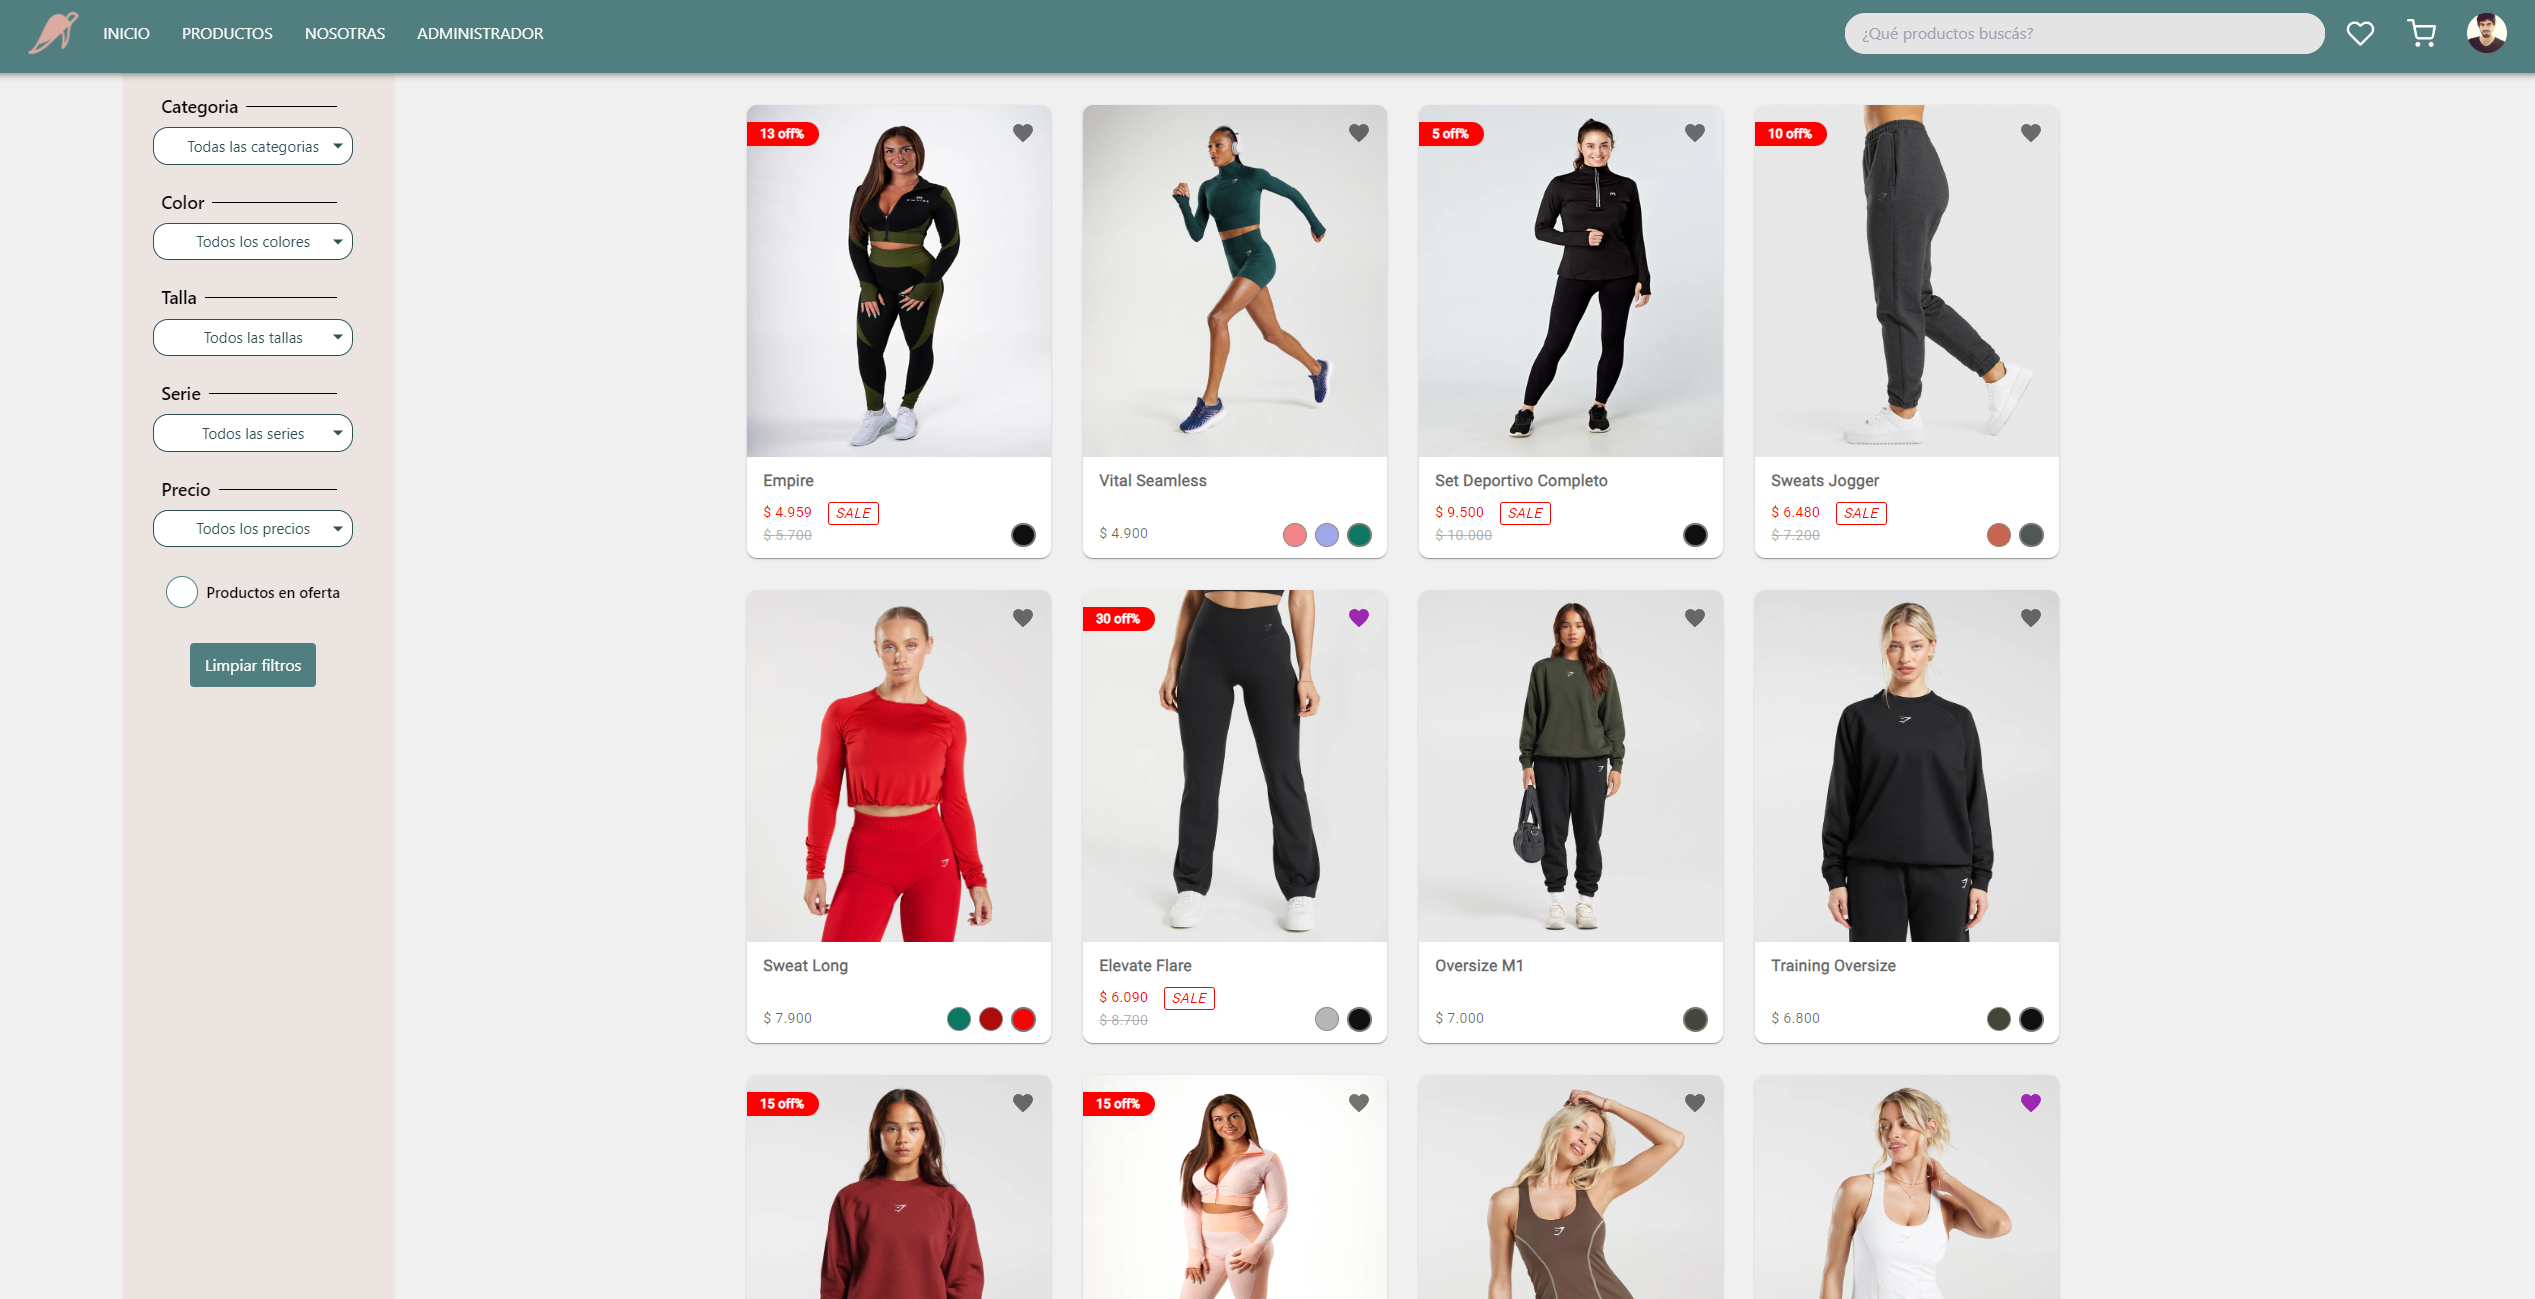 INICIO PRODUCTOS NOSOTRAS ADMINISTRADOR ¿Qué productos buscás?
Categoria
Todas las categorias
Color
Todos los colores
Talla
Todos las tallas
Serie
Todos las series
Precio
Todos los precios
Productos en oferta
Limpiar filtros
13 off%
Empire
$ 4.959 SALE
$ 5.700
Vital Seamless
$ 4.900
5 off%
Set Deportivo Completo
$ 9.500 SALE
$ 10.000
10 off%
Sweats Jogger
$ 6.480 SALE
$ 7.200
Sweat Long
$ 7.900
30 off%
Elevate Flare
$ 6.090 SALE
$ 8.700
Oversize M1
$ 7.000
Training Oversize
$ 6.800
15 off%
15 off%